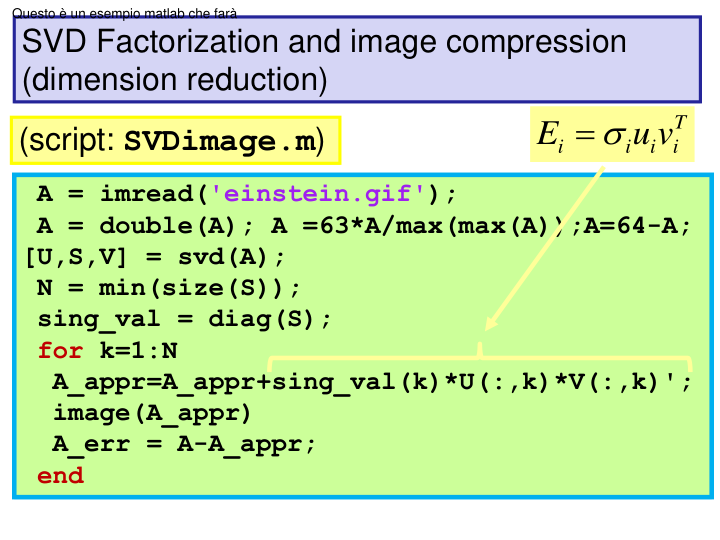 Questo è un esempio matlab che farà
SVD Factorization and image compression
(dimension reduction)
(script: SVDimage.m)
E_i = σ_i u_i v_i^T
A = imread('einstein.gif');
A = double(A); A =63*A/max(max(A));A=64-A;
[U,S,V] = svd(A);
N = min(size(S));
sing_val = diag(S);
for k=1:N
A_appr=A_appr+sing_val(k)*U(:,k)*V(:,k)';
image(A_appr)
A_err = A-A_appr;
end